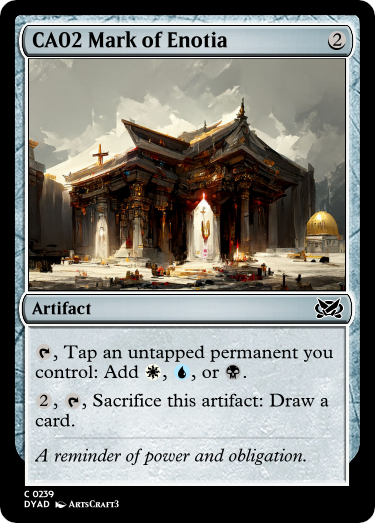 CA02 Mark of Enotia 2
Artifact
, Tap an untapped permanent you
control: Add , , or .
2 , , Sacrifice this artifact: Draw a
card.
A reminder of power and obligation.
C 0239
DYAD ArtsCraft3